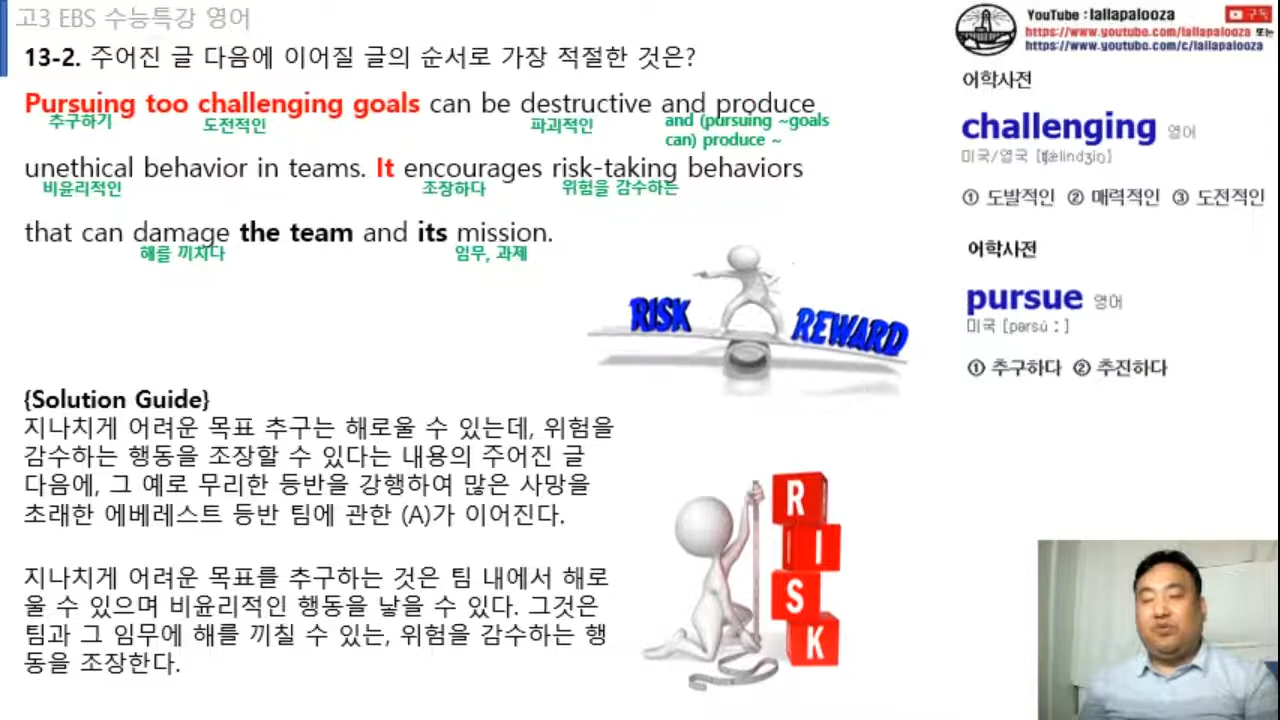 고3 EBS 수능특강 영어
13-2. 주어진 글 다음에 이어질 글의 순서로 가장 적절한 것은?
Pursuing too challenging goals can be destructive and produce
추구하기 도전적인 파괴적인 and (pursuing ~goals
can) produce ~
unethical behavior in teams. It encourages risk-taking behaviors
비윤리적인 조장하다 위험을 감수하는
that can damage the team and its mission.
해를 끼치다 임무, 과제
RISK
REWARD
{Solution Guide}
지나치게 어려운 목표 추구는 해로울 수 있는데, 위험을
감수하는 행동을 조장할 수 있다는 내용의 주어진 글
다음에, 그 예로 무리한 등반을 강행하여 많은 사망을
초래한 에베레스트 등반 팀에 관한 (A)가 이어진다.
지나치게 어려운 목표를 추구하는 것은 팀 내에서 해로
울 수 있으며 비윤리적인 행동을 낳을 수 있다. 그것은
팀과 그 임무에 해를 끼칠 수 있는, 위험을 감수하는 행
동을 조장한다.
R
I
S
K
YouTube : lallapalooza
구독
https://www.youtube.com/lallapalooza 또는
https://www.youtube.com/c/lallapalooza
어학사전
challenging 영어
미국/영국 [tʃælindʒiŋ]
① 도발적인 ② 매력적인 ③ 도전적인
어학사전
pursue 영어
미국 [pərsúː]
① 추구하다 ② 추진하다